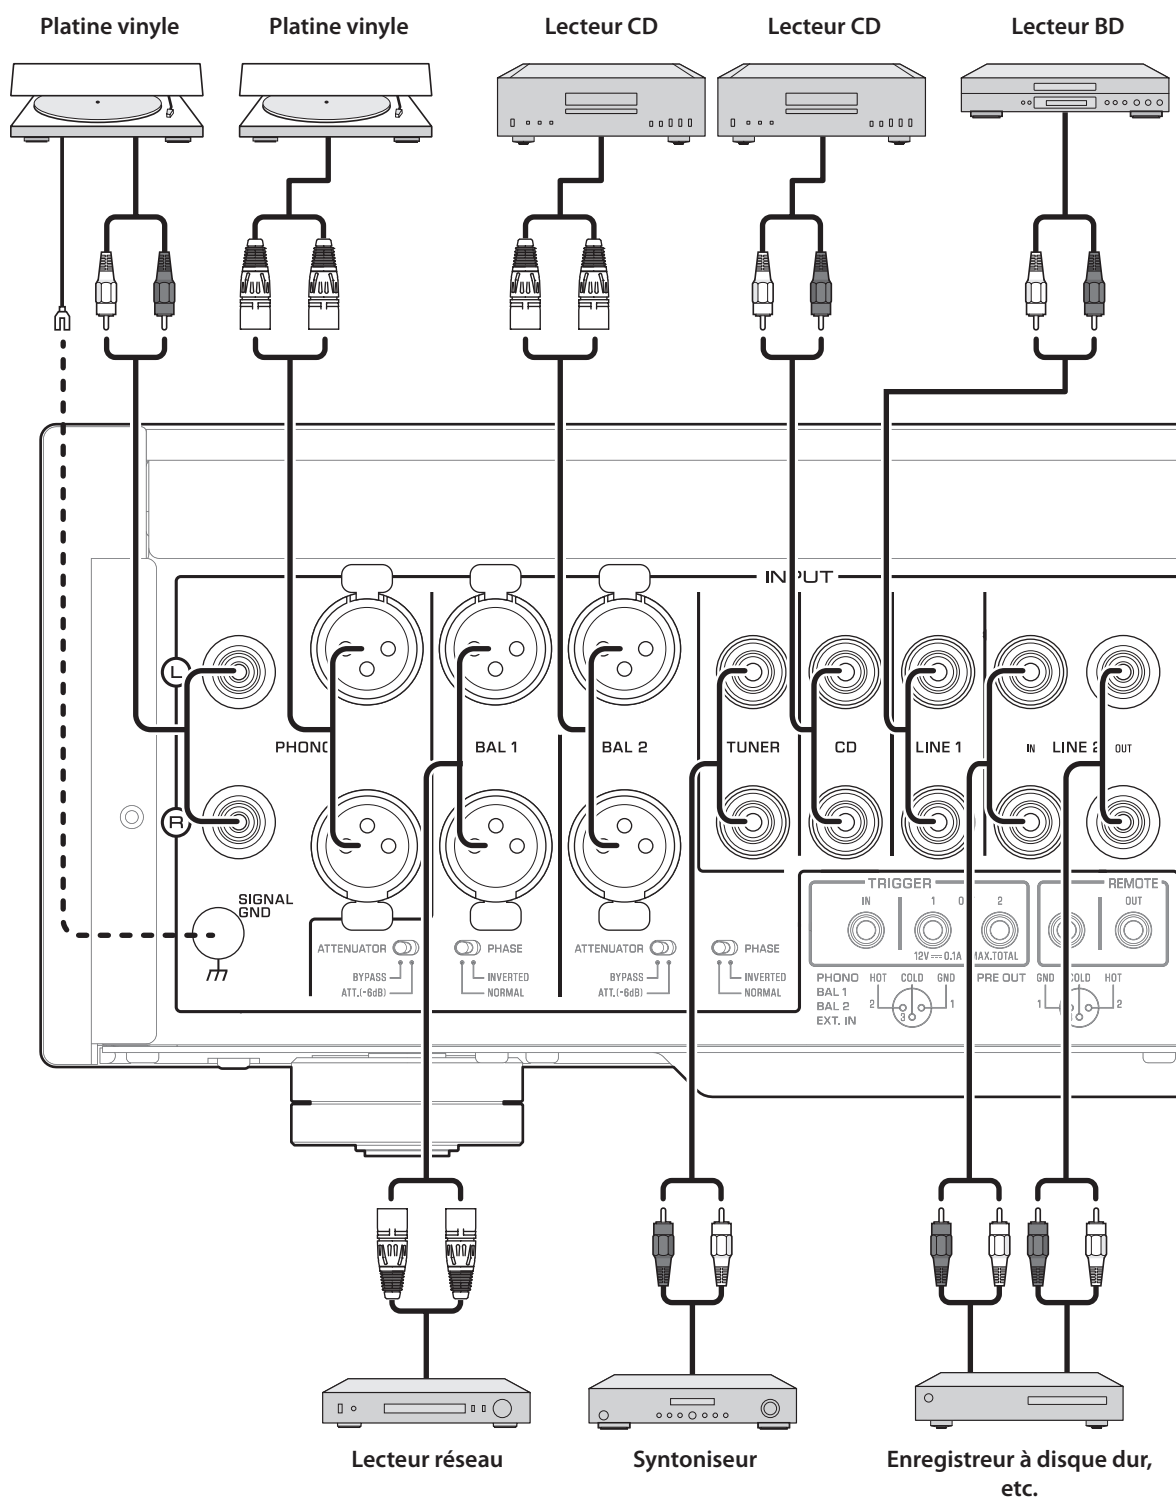 Platine vinyle
Platine vinyle
Lecteur CD
Lecteur CD
Lecteur BD
INPUT
L
PHONO
BAL 1
BAL 2
TUNER
CD
LINE 1
IN
LINE 2
OUT
R
SIGNAL
GND
ATTENUATOR
BYPASS
ATT.(-6dB)
PHASE
INVERTED
NORMAL
ATTENUATOR
BYPASS
ATT.(-6dB)
PHASE
INVERTED
NORMAL
TRIGGER
IN
1
2
12V 0.1A MAX.TOTAL
REMOTE
OUT
PHONO
BAL 1
BAL 2
EXT. IN
HOT COLD GND
2
3
1
PRE OUT
GND COLD HOT
1
2
Lecteur réseau
Syntoniseur
Enregistreur à disque dur,
etc.